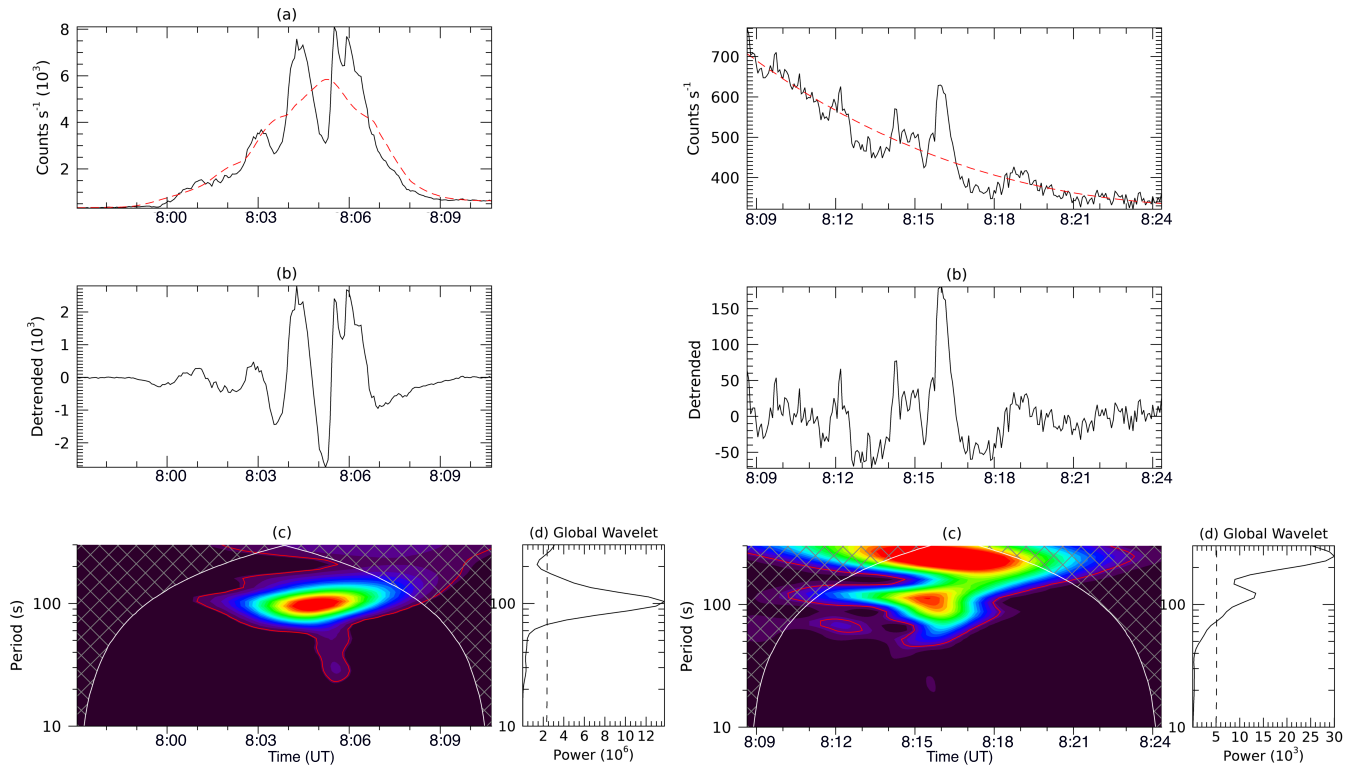 (a)
Counts s⁻¹ (10³)
8
6
4
2
8:00 8:03 8:06 8:09
Counts s⁻¹
700
600
500
400
8:09 8:12 8:15 8:18 8:21 8:24
(b)
Detrended (10³)
2
1
0
-1
-2
8:00 8:03 8:06 8:09
(b)
Detrended
150
100
50
0
-50
8:09 8:12 8:15 8:18 8:21 8:24
(c)
Period (s)
100
10
8:00 8:03 8:06 8:09
Time (UT)
(d) Global Wavelet
100
10
2 4 6 8 10 12
Power (10⁶)
(c)
Period (s)
100
10
8:09 8:12 8:15 8:18 8:21 8:24
Time (UT)
(d) Global Wavelet
100
10
5 10 15 20 25 30
Power (10³)